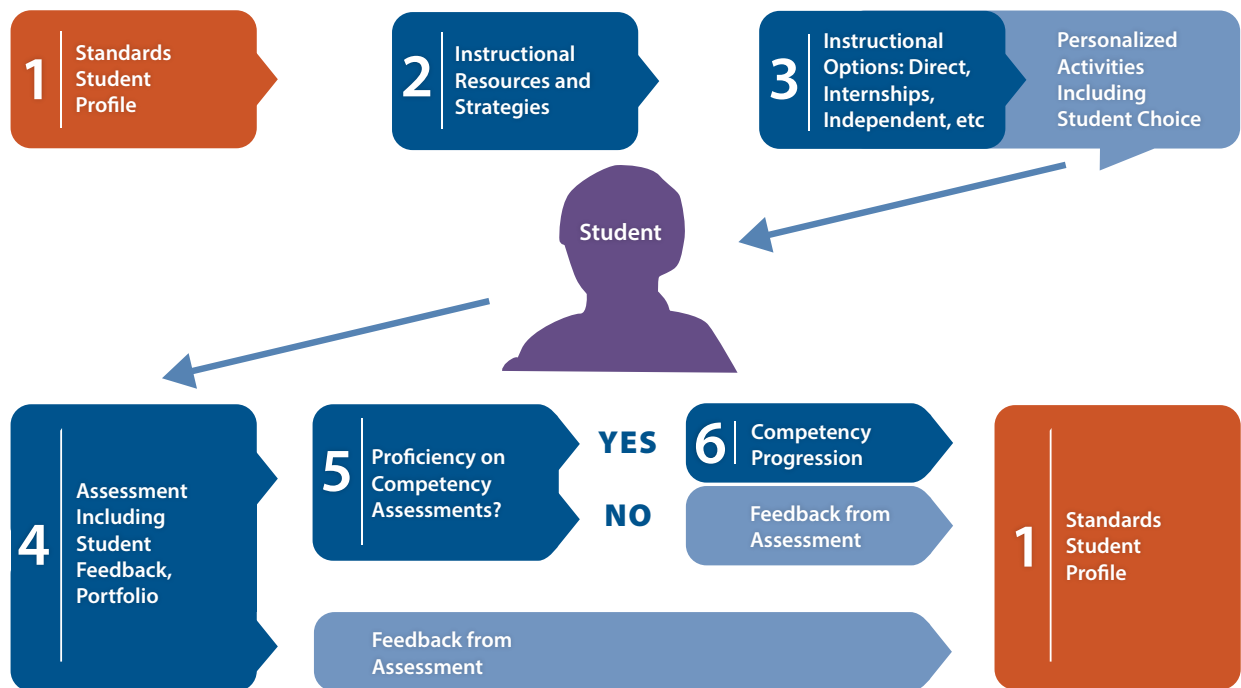 1
Standards
Student
Profile
2
Instructional
Resources and
Strategies
3
Instructional
Options: Direct,
Internships,
Independent, etc
Personalized
Activities
Including
Student Choice
Student
4
Assessment
Including
Student
Feedback,
Portfolio
5
Proficiency on
Competency
Assessments?
YES
NO
6
Competency
Progression
Feedback from
Assessment
Feedback from
Assessment
1
Standards
Student
Profile